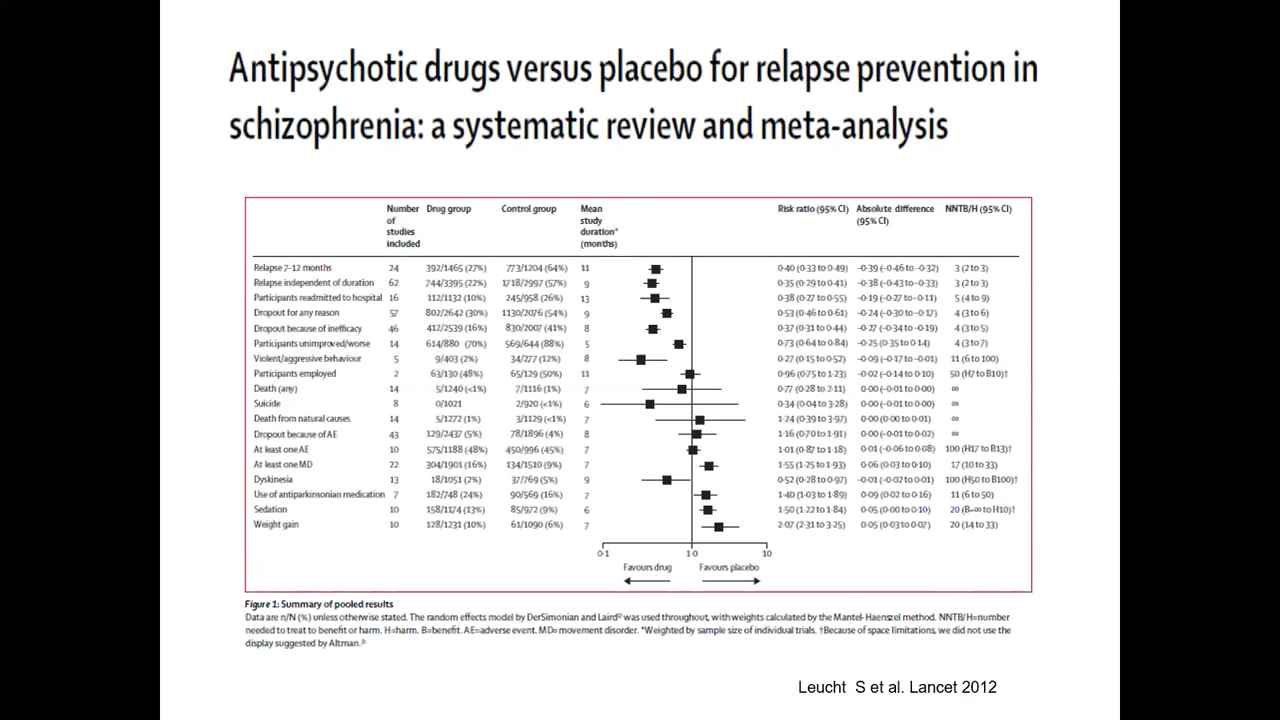 Antipsychotic drugs versus placebo for relapse prevention in
schizophrenia: a systematic review and meta-analysis
Number of studies included Drug group Control group Mean study duration* (months) Risk ratio (95% CI) Absolute difference (95% CI) NNTB/H (95% CI)
Relapse 7–12 months 24 392/1465 (27%) 773/1204 (64%) 11 0·40 (0·33 to 0·49) -0·39 (-0·46 to -0·32) 3 (2 to 3)
Relapse independent of duration 62 744/3395 (22%) 1718/2997 (57%) 9 0·35 (0·29 to 0·41) -0·38 (-0·43 to -0·33) 3 (2 to 3)
Participants readmitted to hospital 16 112/1132 (10%) 245/958 (26%) 13 0·38 (0·27 to 0·55) -0·19 (-0·27 to -0·11) 5 (4 to 9)
Dropout for any reason 57 802/2642 (30%) 1130/2076 (54%) 9 0·53 (0·46 to 0·61) -0·24 (-0·30 to -0·17) 4 (3 to 6)
Dropout because of inefficacy 46 412/2539 (16%) 830/2007 (41%) 8 0·37 (0·31 to 0·44) -0·27 (-0·34 to -0·19) 4 (3 to 5)
Participants unimproved/worse 14 614/880 (70%) 569/644 (88%) 5 0·73 (0·64 to 0·84) -0·25 (0·35 to 0·14) 4 (3 to 7)
Violent/aggressive behaviour 5 9/403 (2%) 34/277 (12%) 8 0·27 (0·15 to 0·52) -0·09 (-0·17 to -0·01) 11 (6 to 100)
Participants employed 2 63/130 (48%) 65/129 (50%) 11 0·96 (0·75 to 1·23) -0·02 (-0·14 to 0·10) 50 (H7 to B10)†
Death (any) 14 5/1240 (<1%) 7/1116 (1%) 7 0·77 (0·28 to 2·11) 0·00 (-0·01 to 0·00) ∞
Suicide 8 0/1021 2/920 (<1%) 6 0·34 (0·04 to 3·28) 0·00 (-0·01 to 0·00) ∞
Death from natural causes 14 5/1272 (1%) 3/1129 (<1%) 7 1·24 (0·39 to 3·97) 0·00 (0·00 to 0·01) ∞
Dropout because of AE 43 129/2437 (5%) 78/1896 (4%) 8 1·16 (0·70 to 1·91) 0·00 (-0·01 to 0·02) ∞
At least one AE 10 575/1188 (48%) 450/996 (45%) 7 1·01 (0·87 to 1·18) 0·01 (-0·06 to 0·08) 100 (H17 to B13)†
At least one MD 22 304/1901 (16%) 134/1510 (9%) 7 1·55 (1·25 to 1·93) 0·06 (0·03 to 0·10) 17 (10 to 33)
Dyskinesia 13 18/1051 (2%) 37/769 (5%) 7 0·52 (0·28 to 0·97) -0·01 (-0·02 to 0·01) 100 (H50 to B100)†
Use of antiparkinsonian medication 7 182/748 (24%) 90/569 (16%) 7 1·40 (1·03 to 1·89) 0·09 (0·02 to 0·16) 11 (6 to 50)
Sedation 10 158/1174 (13%) 85/972 (9%) 6 1·50 (1·22 to 1·84) 0·05 (0·00 to 0·10) 20 (B=∞ to H10)†
Weight gain 10 128/1231 (10%) 61/1090 (6%) 7 2·07 (2·31 to 3·25) 0·05 (0·03 to 0·07) 20 (14 to 33)
0·1 1·0 10
Favours drug Favours placebo
Figure 1: Summary of pooled results
Data are n/N (%) unless otherwise stated. The random effects model by DerSimonian and Laird was used throughout, with weights calculated by the Mantel-Haenszel method. NNTB/H=number
needed to treat to benefit or harm. H=harm. B=benefit. AE=adverse event. MD=movement disorder. *Weighted by sample size of individual trials. †Because of space limitations, we did not use the
display suggested by Altman.
Leucht S et al. Lancet 2012